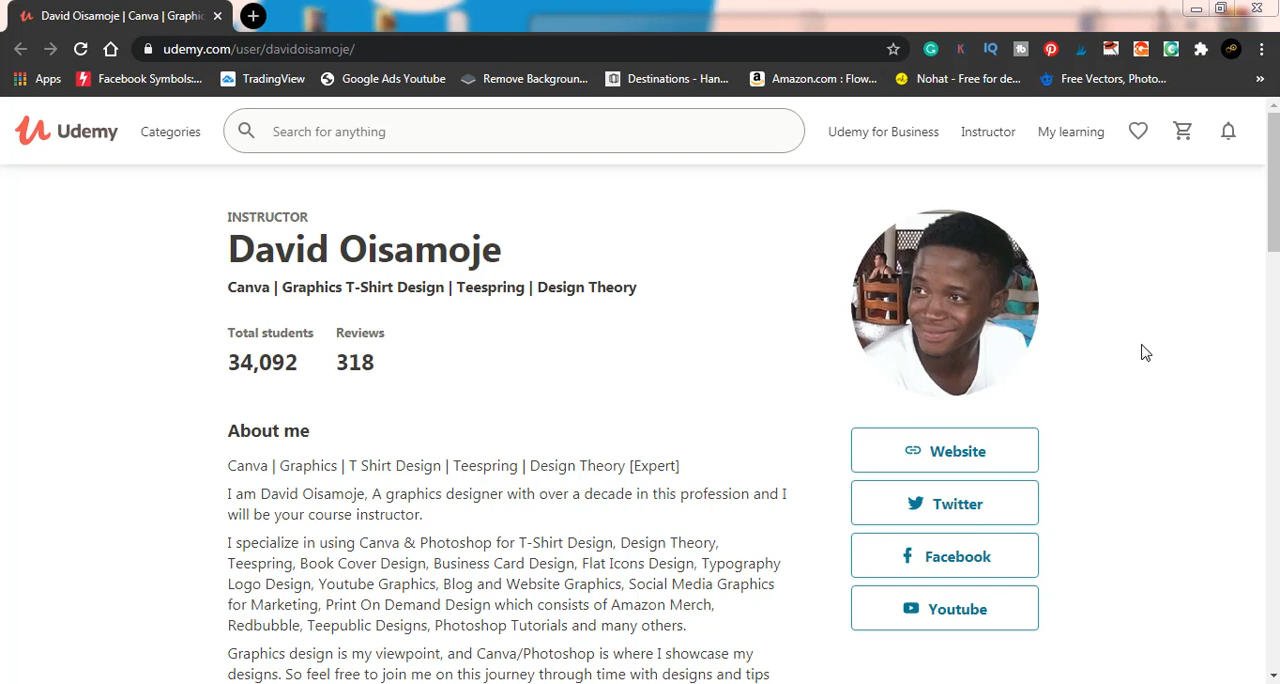 David Oisamoje | Canva | Graphic
udemy.com/user/davidoisamoje/
Apps
Facebook Symbols...
TradingView
Google Ads Youtube
Remove Backgroun...
Destinations - Han...
Amazon.com : Flow...
Nohat - Free for de...
Free Vectors, Photo...
»
Udemy
Categories
Search for anything
Udemy for Business
Instructor
My learning
INSTRUCTOR
David Oisamoje
Canva | Graphics T-Shirt Design | Teespring | Design Theory
Total students
Reviews
34,092
318
About me
Canva | Graphics | T Shirt Design | Teespring | Design Theory [Expert]
I am David Oisamoje, A graphics designer with over a decade in this profession and I
will be your course instructor.
I specialize in using Canva & Photoshop for T-Shirt Design, Design Theory,
Teespring, Book Cover Design, Business Card Design, Flat Icons Design, Typography
Logo Design, Youtube Graphics, Blog and Website Graphics, Social Media Graphics
for Marketing, Print On Demand Design which consists of Amazon Merch,
Redbubble, Teepublic Designs, Photoshop Tutorials and many others.
Graphics design is my viewpoint, and Canva/Photoshop is where I showcase my
designs. So feel free to join me on this journey through time with designs and tips
Website
Twitter
Facebook
Youtube